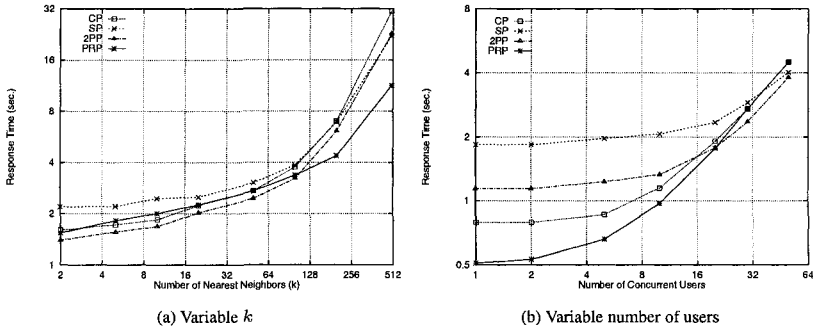 CP
SP
2PP
PRP
32
16
8
4
2
1
Response Time (sec.)
2 4 8 16 32 64 128 256 512
Number of Nearest Neighbors (k)
(a) Variable k
CP
SP
2PP
PRP
8
4
2
1
0.5
Response Time (sec.)
1 2 4 8 16 32 64
Number of Concurrent Users
(b) Variable number of users